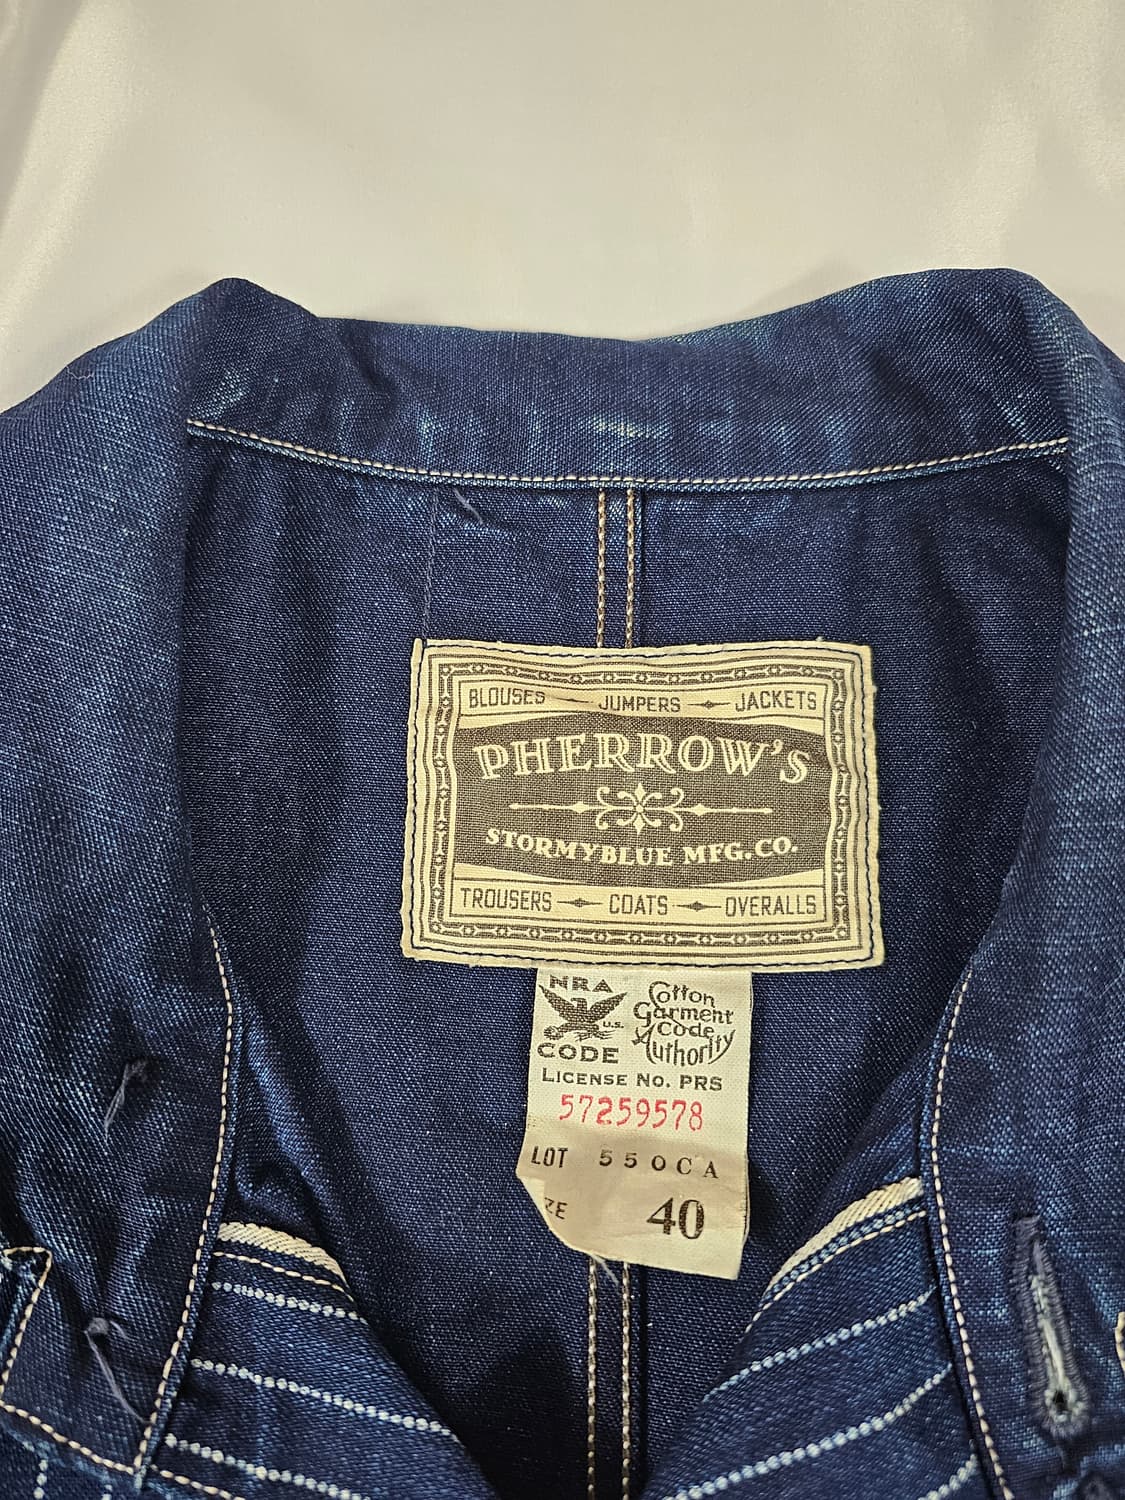 BLOUSES JUMPERS JACKETS
PHERROW'S
STORMYBLUE MFG.CO.
TROUSERS COATS OVERALLS
NRA
U.S.
CODE
Cotton
Garment
Code
Authority
LICENSE No. PRS
57259578
LOT 550CA
ZE 40